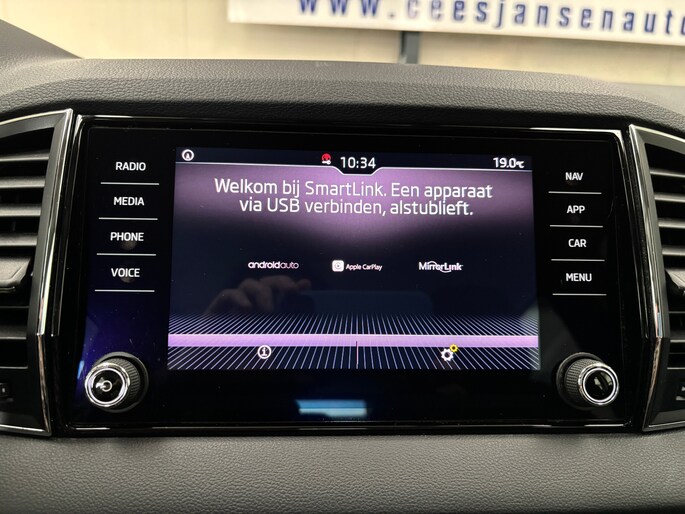 www.ceesjansenauto
RADIO
MEDIA
PHONE
VOICE
10:34
19.0°C
Welkom bij SmartLink. Een apparaat
via USB verbinden, alstublieft.
androidauto
Apple CarPlay
MirrorLink
NAV
APP
CAR
MENU